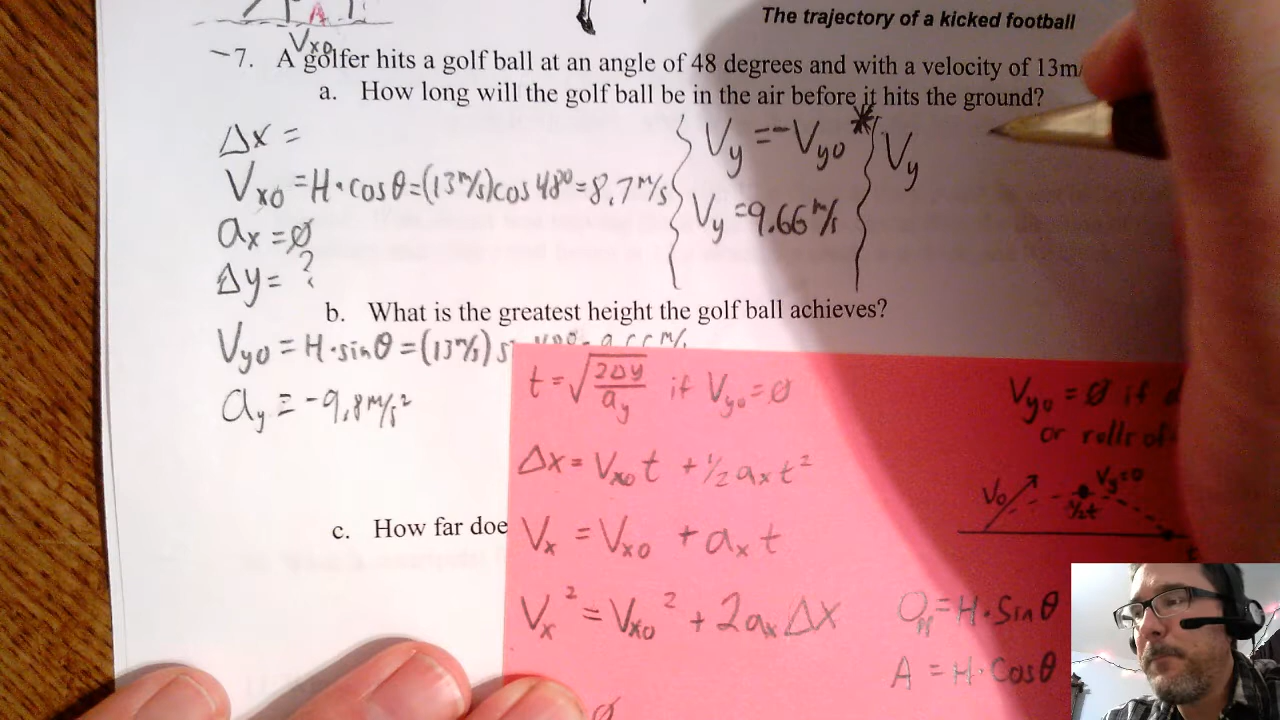 A
The trajectory of a kicked football
Vxo
-7. A golfer hits a golf ball at an angle of 48 degrees and with a velocity of 13m/
a. How long will the golf ball be in the air before it hits the ground?
Δx =
Vxo = H·cosθ=(13m/s)cos48°=8.7m/s
ax =∅
Δy= ?
Vy =-Vyo *
Vy =9.66m/s
Vy
b. What is the greatest height the golf ball achieves?
Vyo = H·sinθ=(13m/s)
ay = -9.8m/s²
c. How far doe
t=√(2Δy/ay) if Vyo=∅
Δx= Vxot +½axt²
Vx = Vxo +axt
Vx² = Vxo² +2axΔx
Vyo = ∅ if
or rolls of
Vo
Vy=0
½t
O=H·Sinθ
A = H·Cosθ
∅